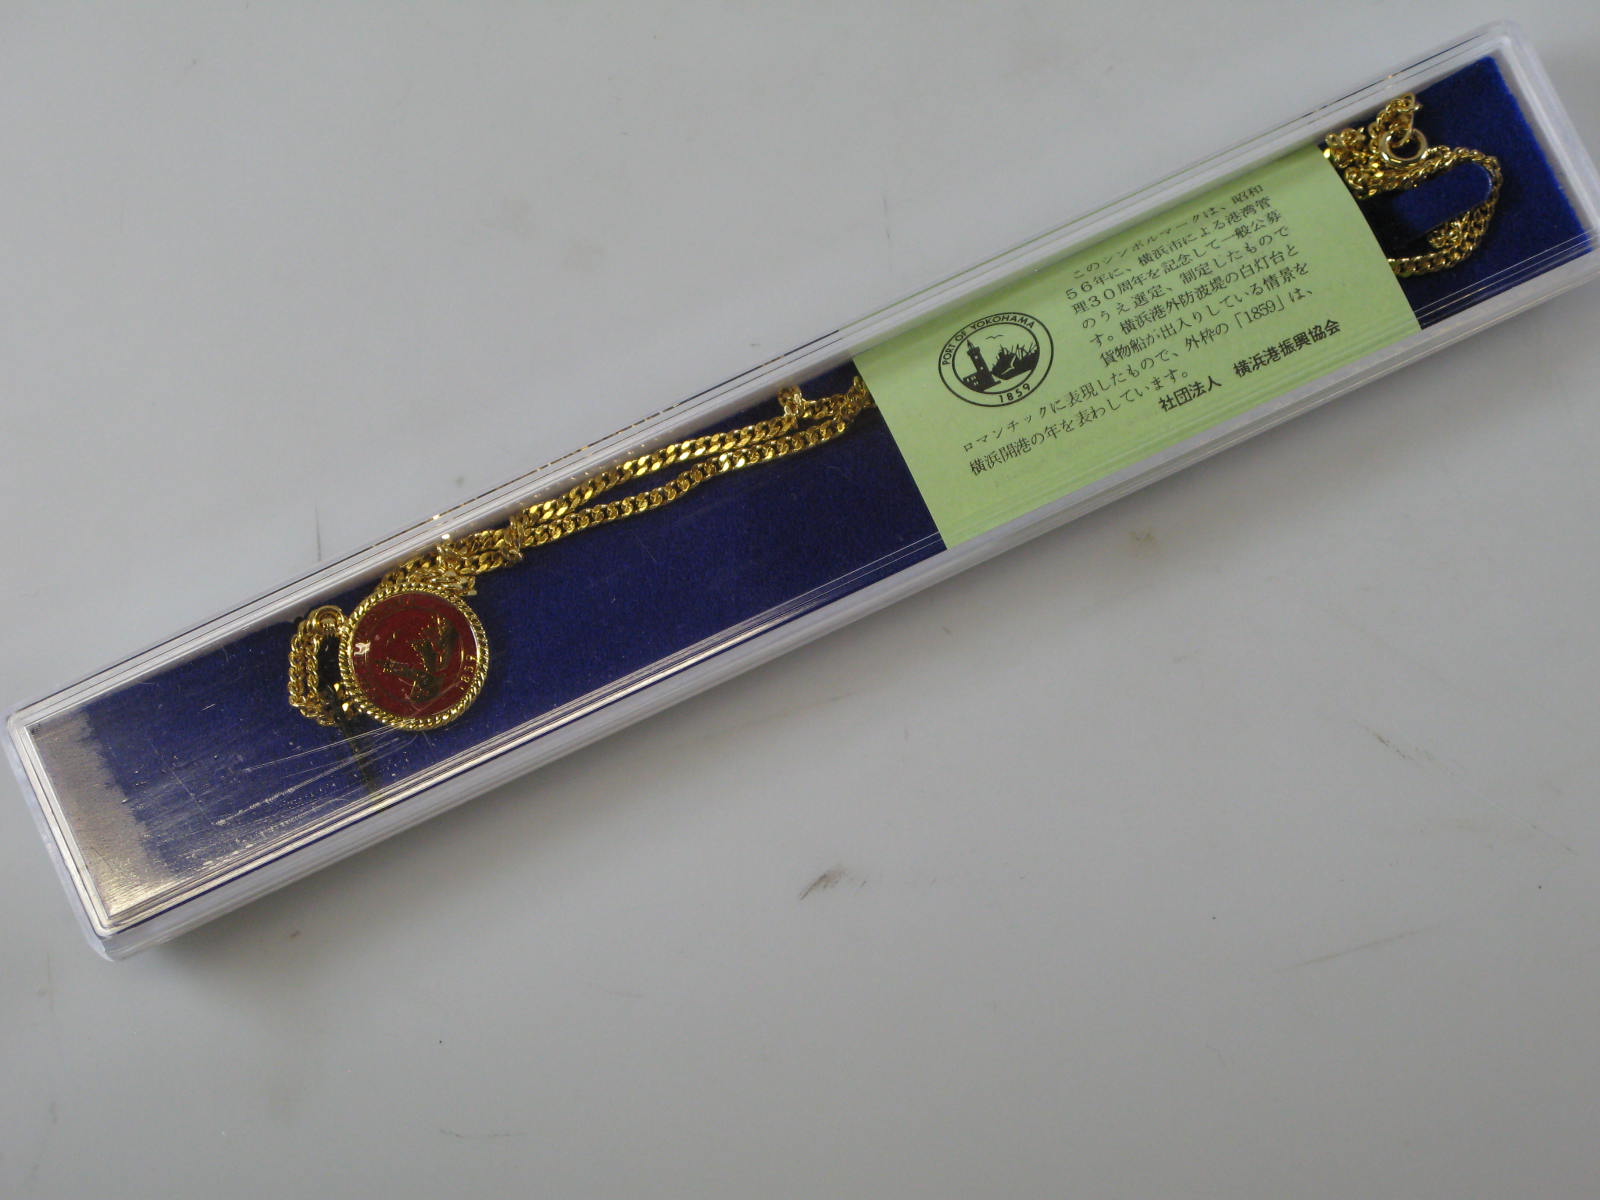 このシンボルマークは、昭和
56年に、横浜市による港湾管
理30周年を記念して一般公募
のうえ選定、制定したもので
す。横浜港外防波堤の白灯台と
貨物船が出入りしている情景を
ロマンチックに表現したもので、外枠の「1859」は、
横浜開港の年を表わしています。
社団法人 横浜港振興協会
PORT OF YOKOHAMA
1859
1859